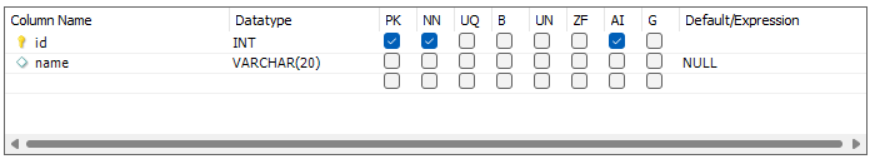 Column Name Datatype PK NN UQ B UN ZF AI G Default/Expression
id INT
name VARCHAR(20) NULL